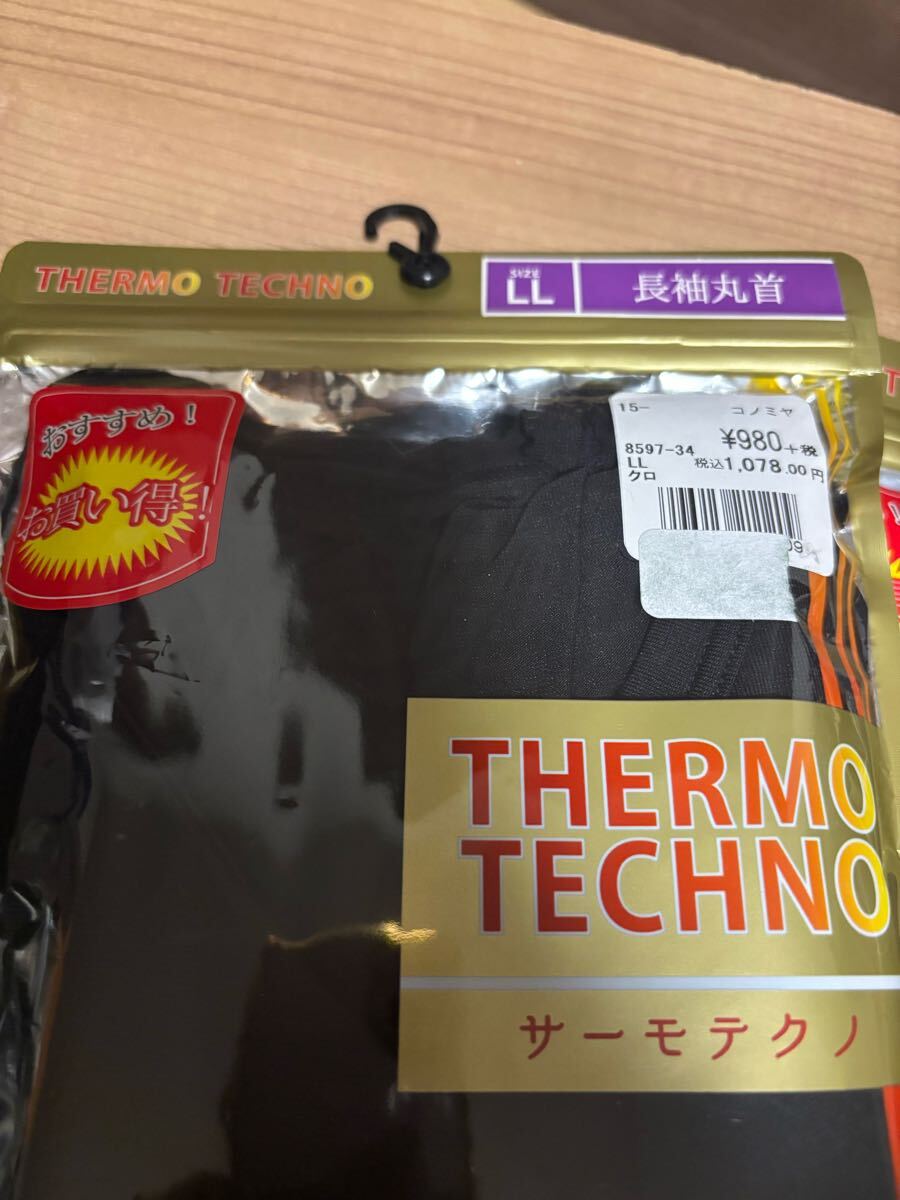 THERMO TECHNO
SIZE
LL
長袖丸首
おすすめ!
お買い得!
15-
コノミヤ
¥980+税
8597-34
LL
税込1,078.00円
クロ
THERMO
TECHNO
サーモテクノ